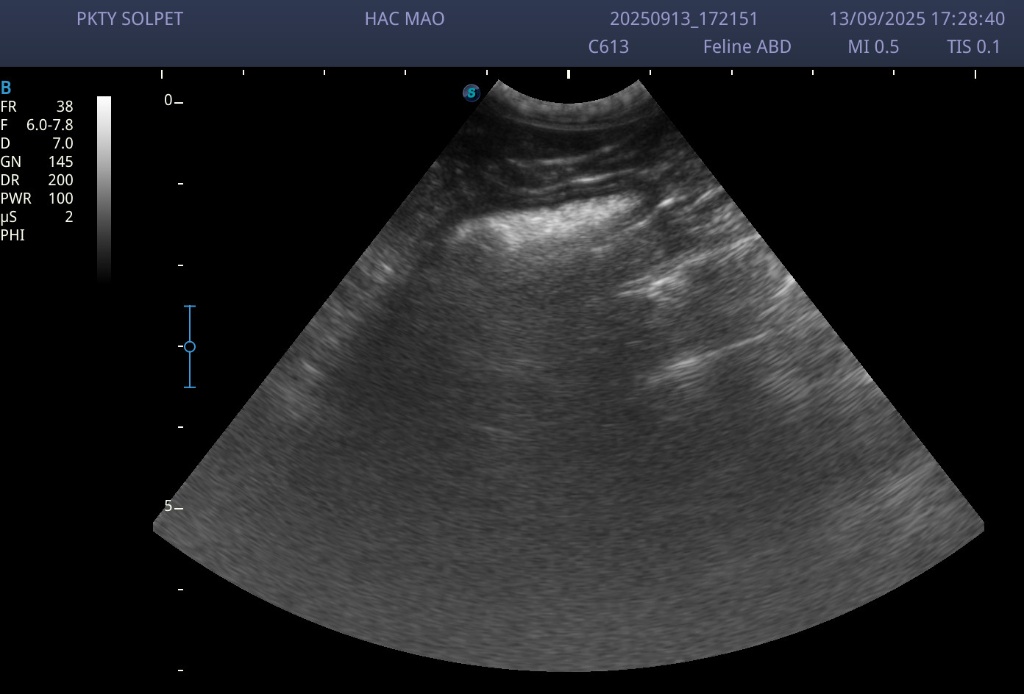 PKTY SOLPET HAC MAO 20250913_172151 13/09/2025 17:28:40
C613 Feline ABD MI 0.5 TIS 0.1
B
FR 38
F 6.0-7.8
D 7.0
GN 145
DR 200
PWR 100
µS 2
PHI
S
0
5